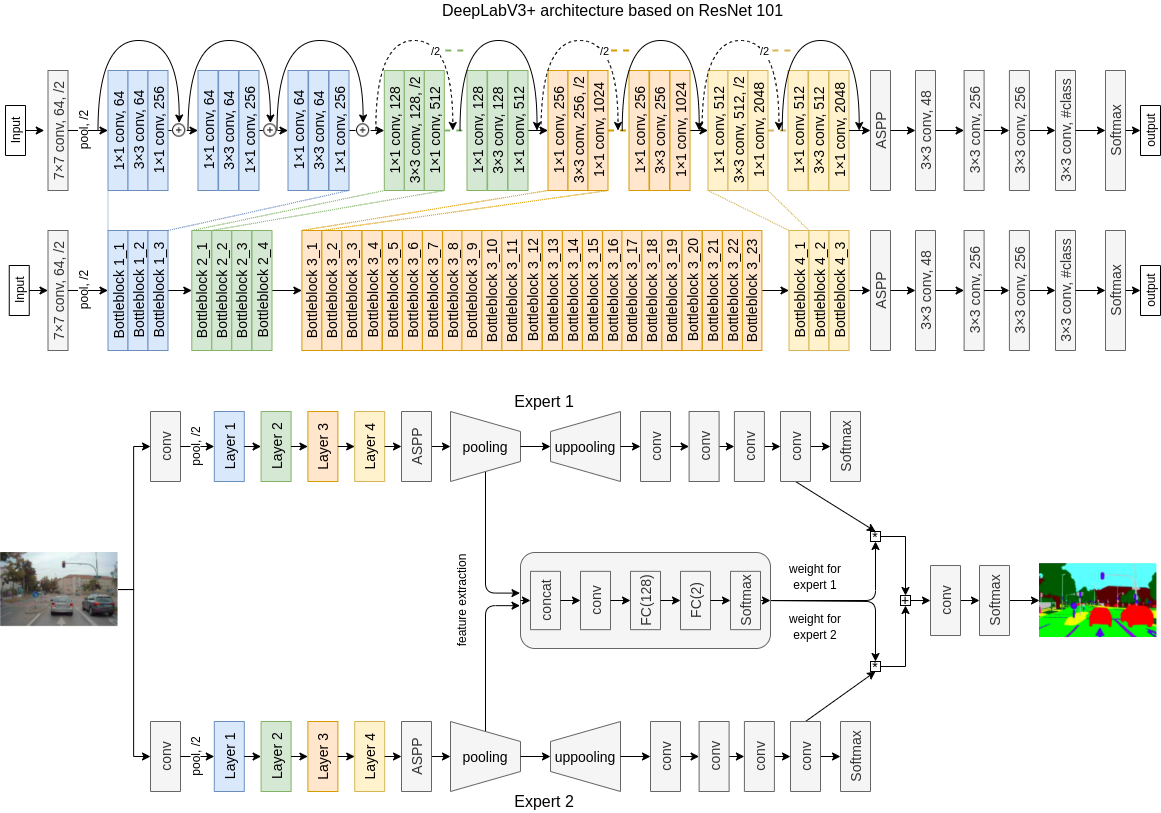 DeepLabV3+ architecture based on ResNet 101
Input
7×7 conv, 64, /2
pool, /2
1×1 conv, 64
3×3 conv, 64
1×1 conv, 256
1×1 conv, 64
3×3 conv, 64
1×1 conv, 256
1×1 conv, 64
3×3 conv, 64
1×1 conv, 256
1×1 conv, 128
3×3 conv, 128, /2
1×1 conv, 512
/2
1×1 conv, 128
3×3 conv, 128
1×1 conv, 512
1×1 conv, 256
3×3 conv, 256, /2
1×1 conv, 1024
/2
1×1 conv, 256
3×3 conv, 256
1×1 conv, 1024
1×1 conv, 512
3×3 conv, 512, /2
1×1 conv, 2048
/2
1×1 conv, 512
3×3 conv, 512
1×1 conv, 2048
ASPP
3×3 conv, 48
3×3 conv, 256
3×3 conv, 256
3×3 conv, #class
Softmax
output
Input
7×7 conv, 64, /2
pool, /2
Bottleblock 1_1
Bottleblock 1_2
Bottleblock 1_3
Bottleblock 2_1
Bottleblock 2_2
Bottleblock 2_3
Bottleblock 2_4
Bottleblock 3_1
Bottleblock 3_2
Bottleblock 3_3
Bottleblock 3_4
Bottleblock 3_5
Bottleblock 3_6
Bottleblock 3_7
Bottleblock 3_8
Bottleblock 3_9
Bottleblock 3_10
Bottleblock 3_11
Bottleblock 3_12
Bottleblock 3_13
Bottleblock 3_14
Bottleblock 3_15
Bottleblock 3_16
Bottleblock 3_17
Bottleblock 3_18
Bottleblock 3_19
Bottleblock 3_20
Bottleblock 3_21
Bottleblock 3_22
Bottleblock 3_23
Bottleblock 4_1
Bottleblock 4_2
Bottleblock 4_3
ASPP
3×3 conv, 48
3×3 conv, 256
3×3 conv, 256
3×3 conv, #class
Softmax
output
Expert 1
conv
pool, /2
Layer 1
Layer 2
Layer 3
Layer 4
ASPP
pooling
uppooling
conv
conv
conv
conv
Softmax
feature extraction
concat
conv
FC(128)
FC(2)
Softmax
weight for
expert 1
weight for
expert 2
*
+
*
conv
Softmax
conv
pool, /2
Layer 1
Layer 2
Layer 3
Layer 4
ASPP
pooling
uppooling
conv
conv
conv
conv
Softmax
Expert 2